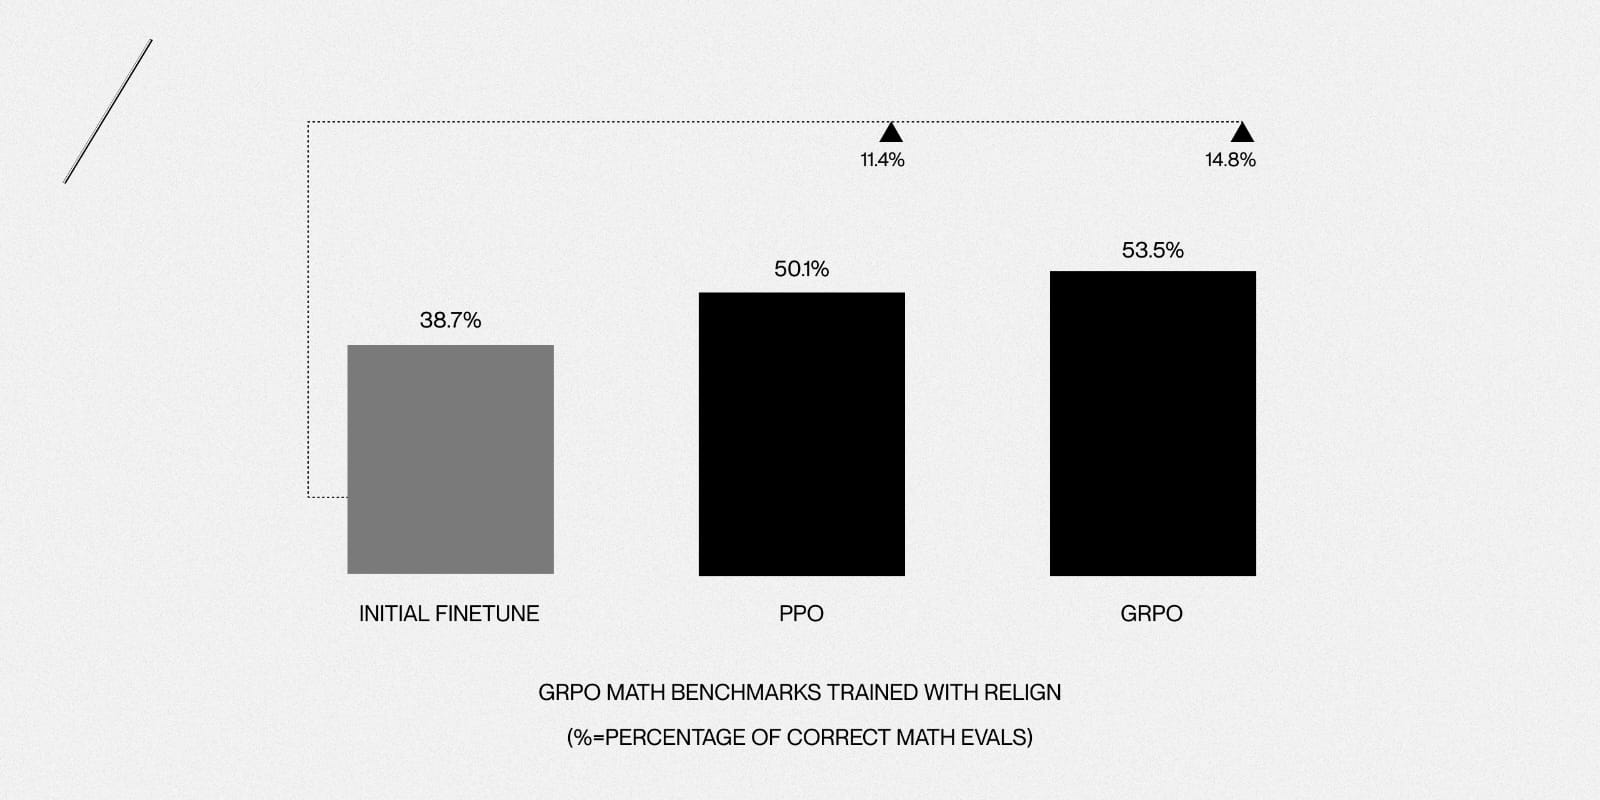 11.4%
14.8%
53.5%
50.1%
38.7%
INITIAL FINETUNE
PPO
GRPO
GRPO MATH BENCHMARKS TRAINED WITH RELIGN
(%=PERCENTAGE OF CORRECT MATH EVALS)